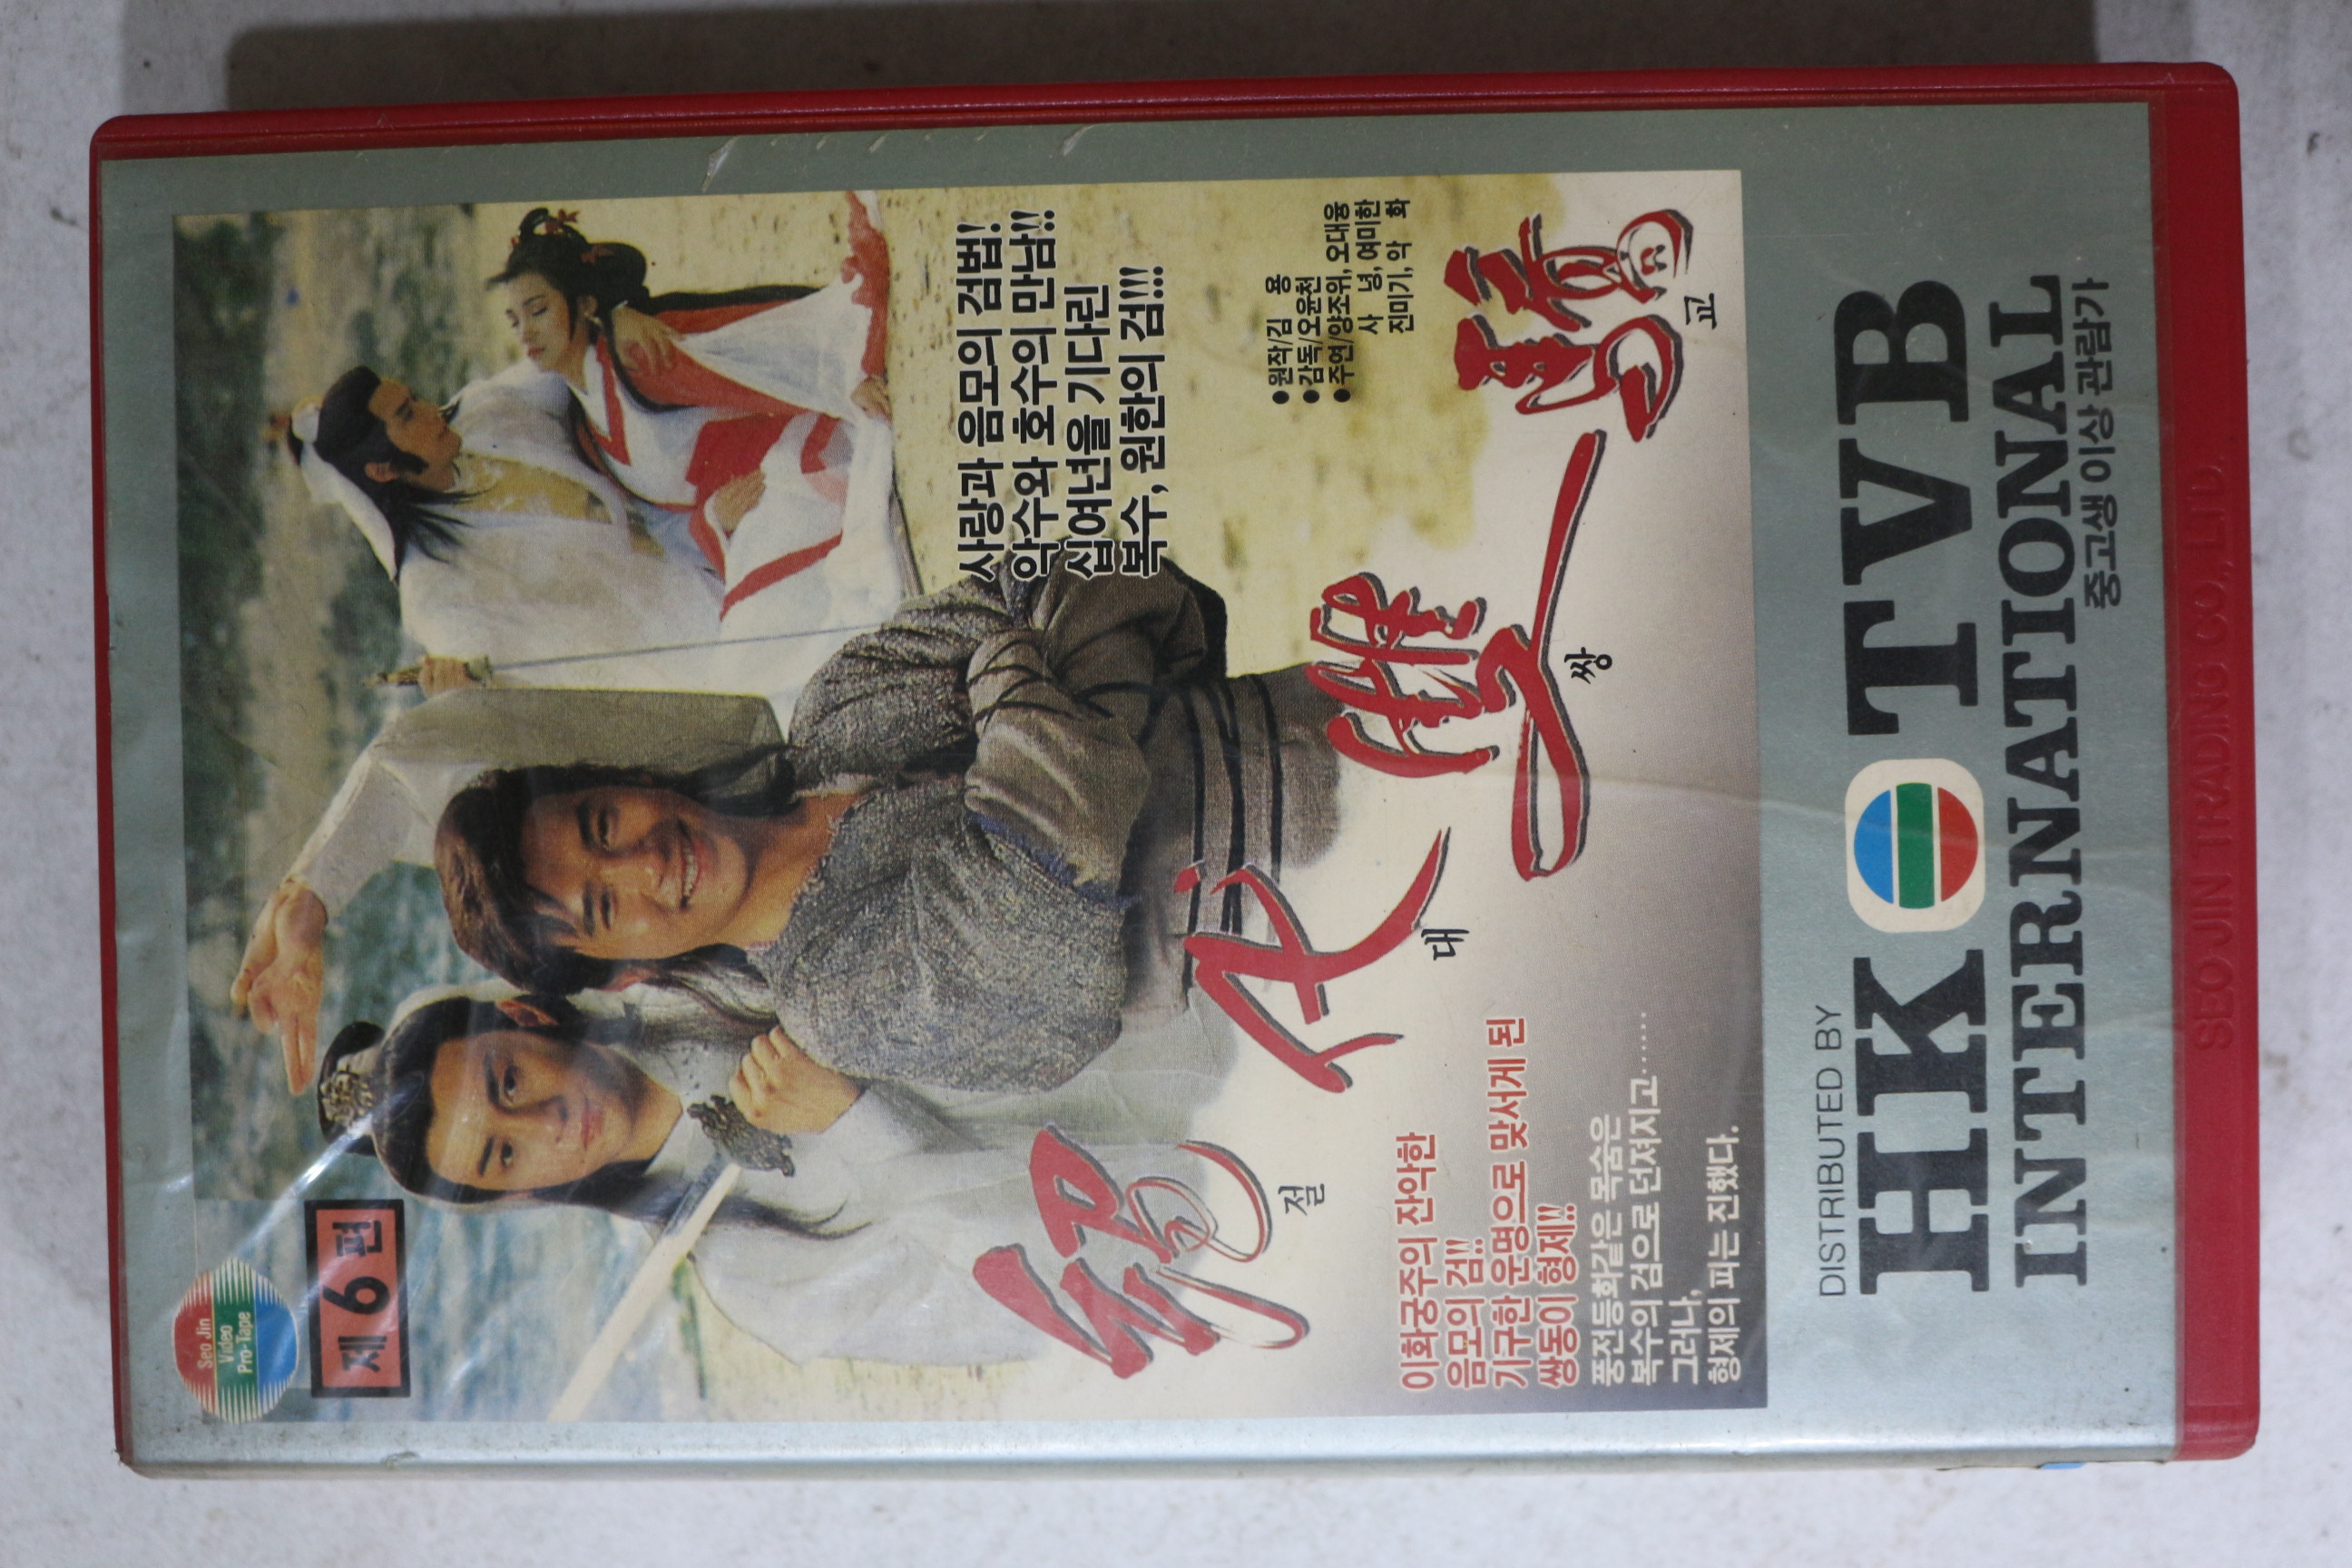 Seo Jin
Video
Pro-Tape
제6편
사랑과 음모의 검법!
악수와 호수의 만남!!
십여년을 기다린
복수, 원한의 검!!!
●원작/김 용
●감독/오윤천
●주연/양조위, 오대융
사 녕, 여미한
진미기, 악 화
絕代雙驕
절 대 쌍 교
이화궁주의 잔악한
음모의 검!!
기구한 운명으로 맞서게 된
쌍동이 형제!!
풍전등화같은 목숨은
복수의 검으로 던져지고……
그러나,
형제의 피는 진했다.
DISTRIBUTED BY
HK TVB
INTERNATIONAL
중고생 이상 관람가
SEO JIN TRADING CO., LTD.